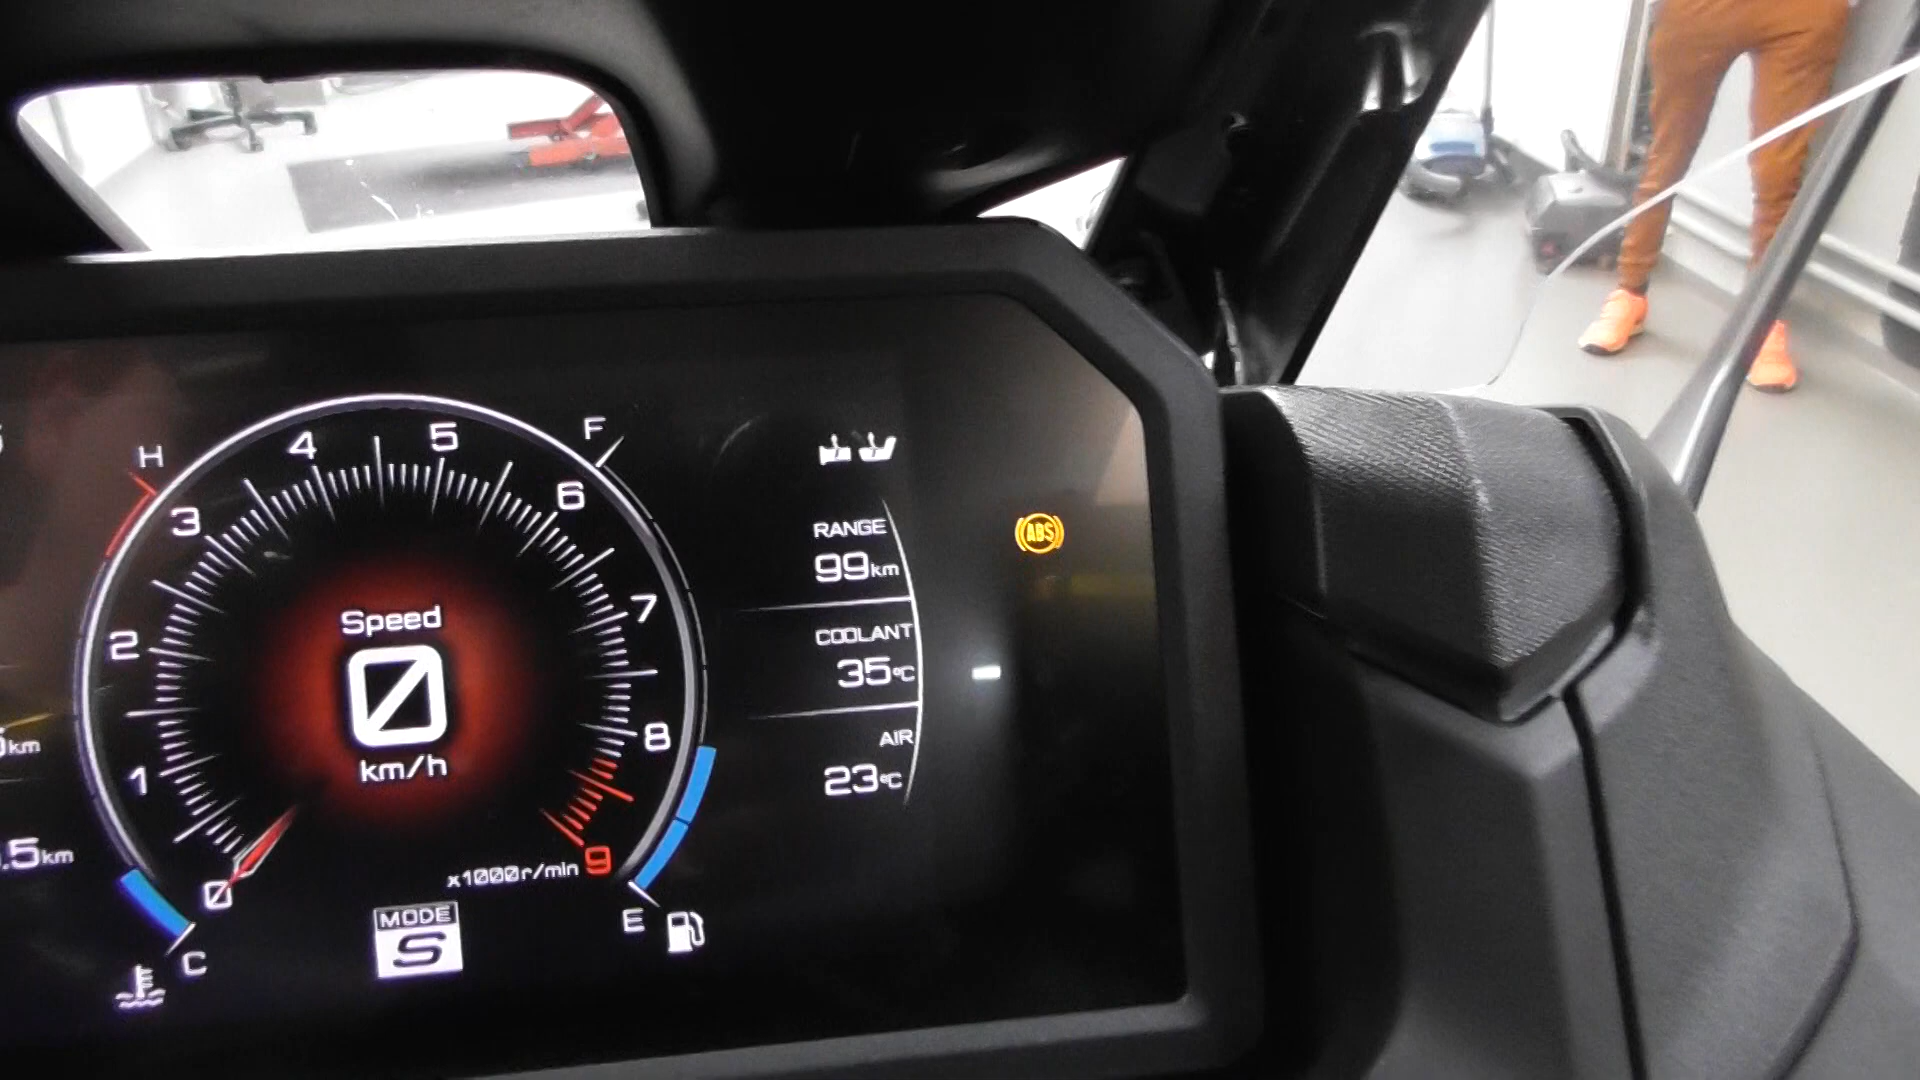 H
F
4
5
3
6
2
7
1
8
0
9
Speed
0
km/h
x1000r/min
MODE
S
C
E
RANGE
99km
COOLANT
35°C
AIR
23°C
ABS
km
.5km